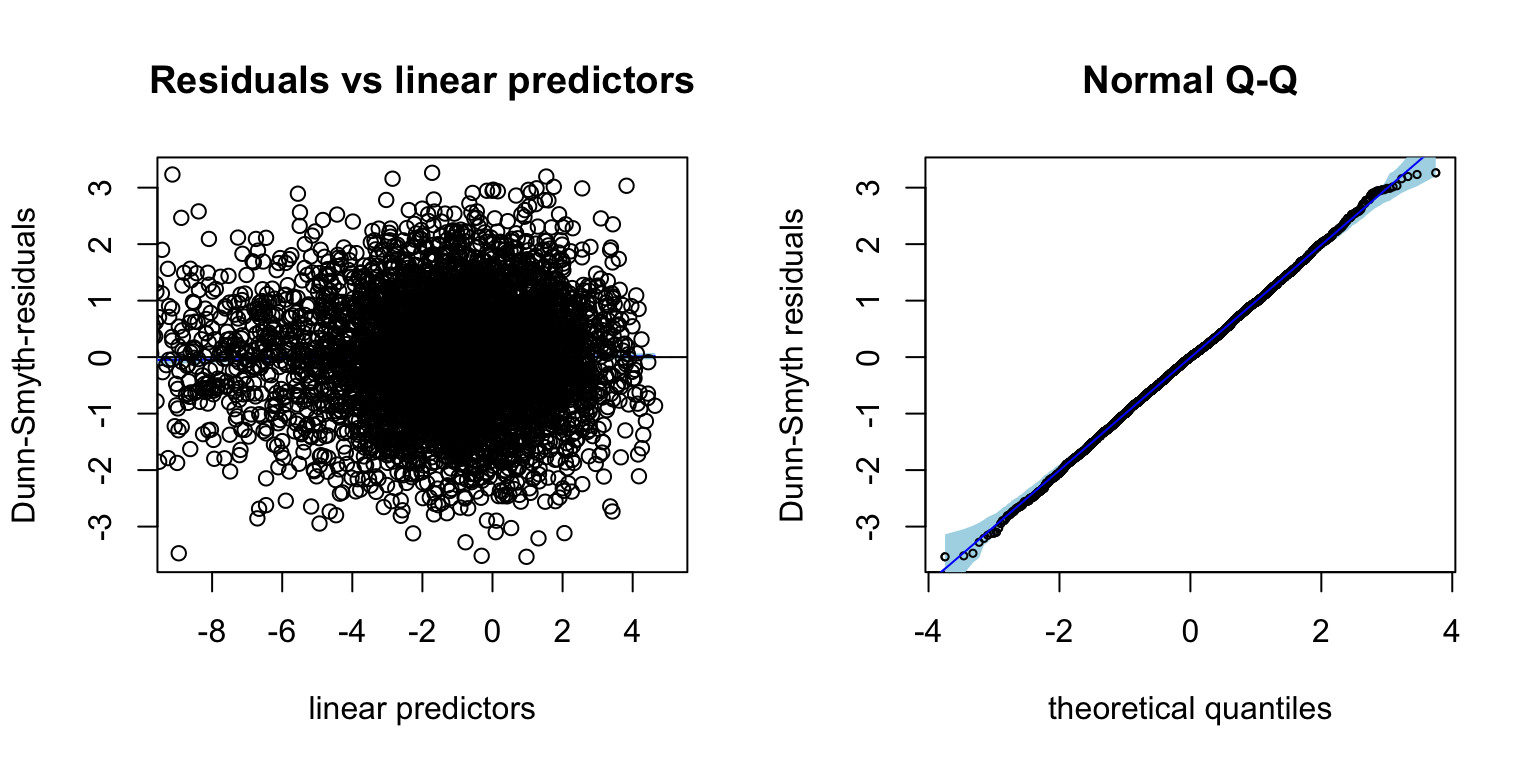 Residuals vs linear predictors
Dunn-Smyth-residuals
3
2
1
0
-1
-2
-3
-8 -6 -4 -2 0 2 4
linear predictors
Normal Q-Q
Dunn-Smyth residuals
3
2
1
0
-1
-2
-3
-4 -2 0 2 4
theoretical quantiles